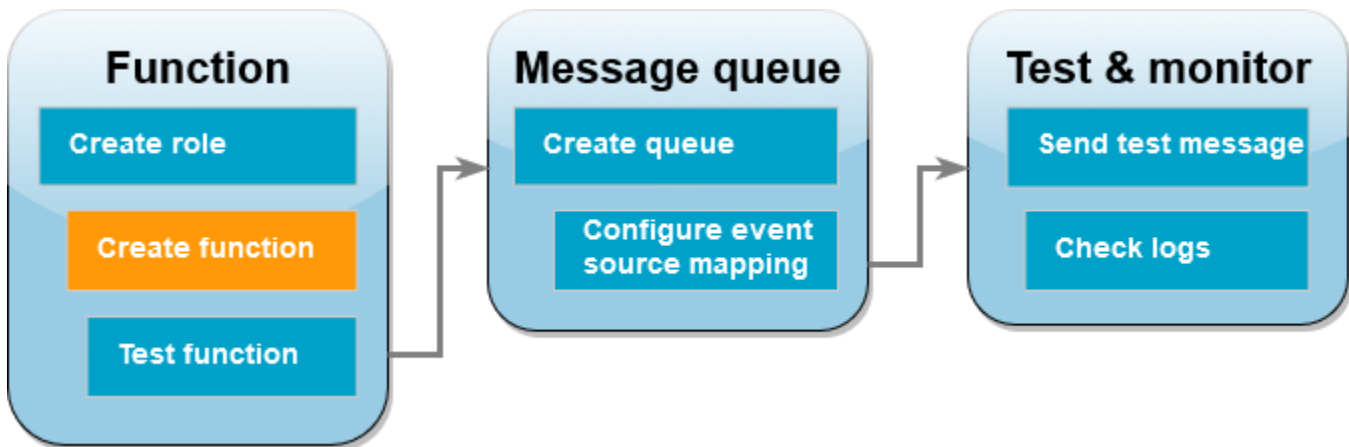 Function
Create role
Create function
Test function
Message queue
Create queue
Configure event
source mapping
Test & monitor
Send test message
Check logs